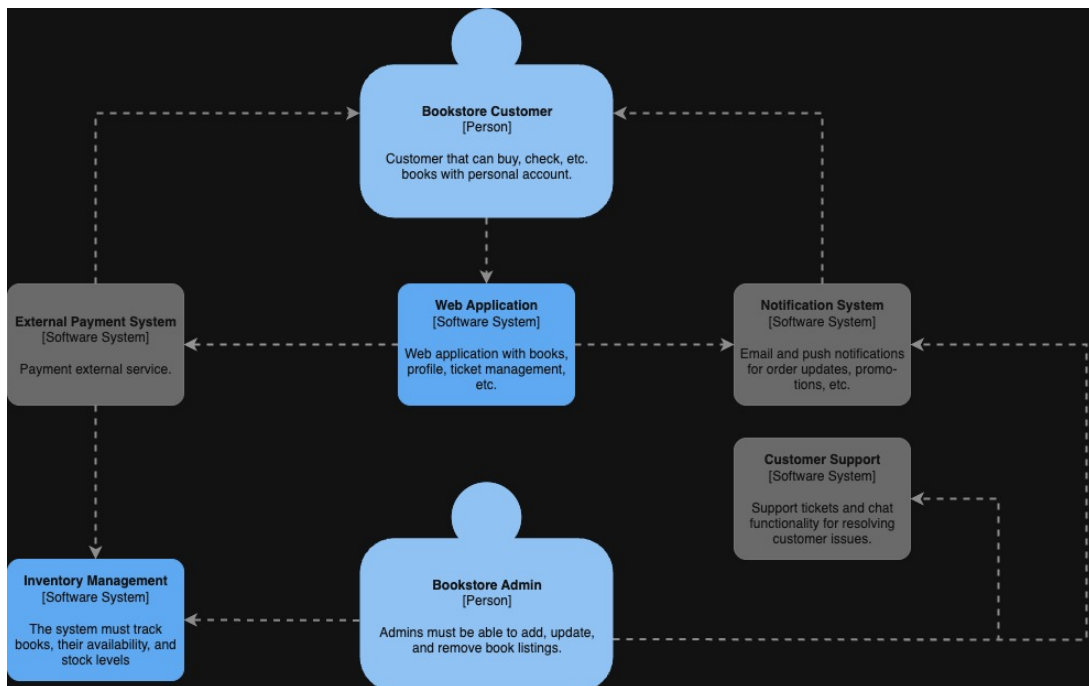 Bookstore Customer
[Person]
Customer that can buy, check, etc.
books with personal account.
External Payment System
[Software System]
Payment external service.
Web Application
[Software System]
Web application with books,
profile, ticket management,
etc.
Notification System
[Software System]
Email and push notifications
for order updates, promo-
tions, etc.
Customer Support
[Software System]
Support tickets and chat
functionality for resolving
customer issues.
Inventory Management
[Software System]
The system must track
books, their availability, and
stock levels
Bookstore Admin
[Person]
Admins must be able to add, update,
and remove book listings.